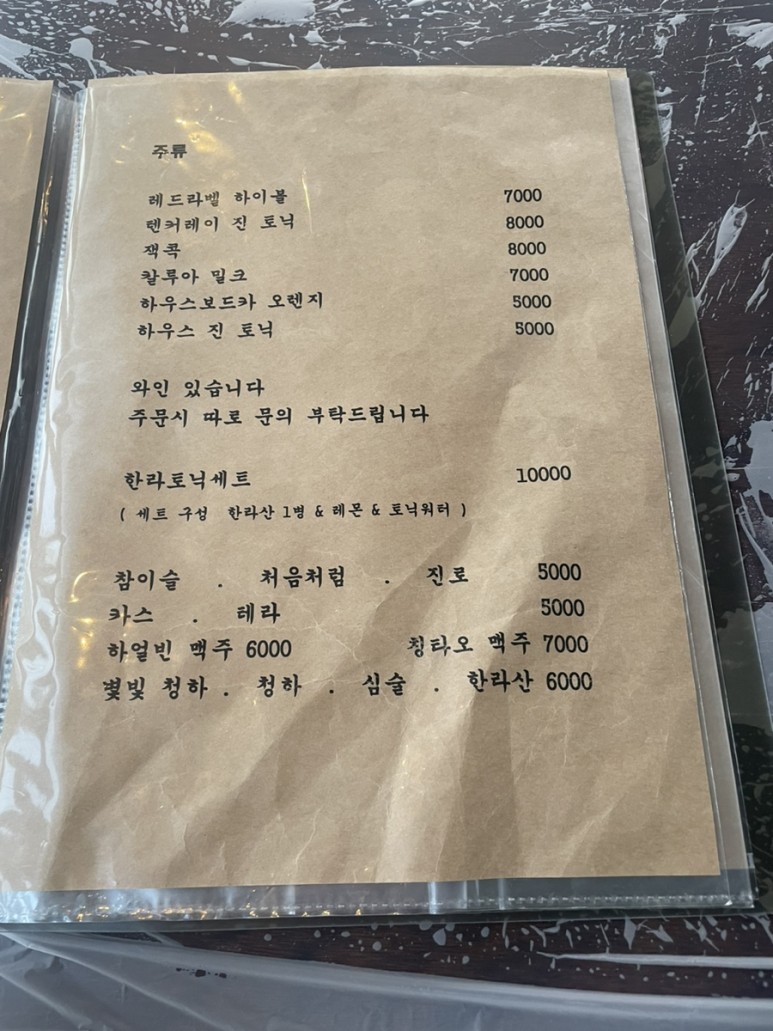 주류
레드라벨 하이볼 7000
텐커레이 진 토닉 8000
잭콕 8000
칼루아 밀크 7000
하우스보드카 오렌지 5000
하우스 진 토닉 5000
와인 있습니다
주문시 따로 문의 부탁드립니다
한라토닉세트 10000
( 세트 구성 한라산 1병 & 레몬 & 토닉워터 )
참이슬 . 처음처럼 . 진로 5000
카스 . 테라 5000
하얼빈 맥주 6000 칭타오 맥주 7000
별빛 청하 . 청하 . 심술 . 한라산 6000